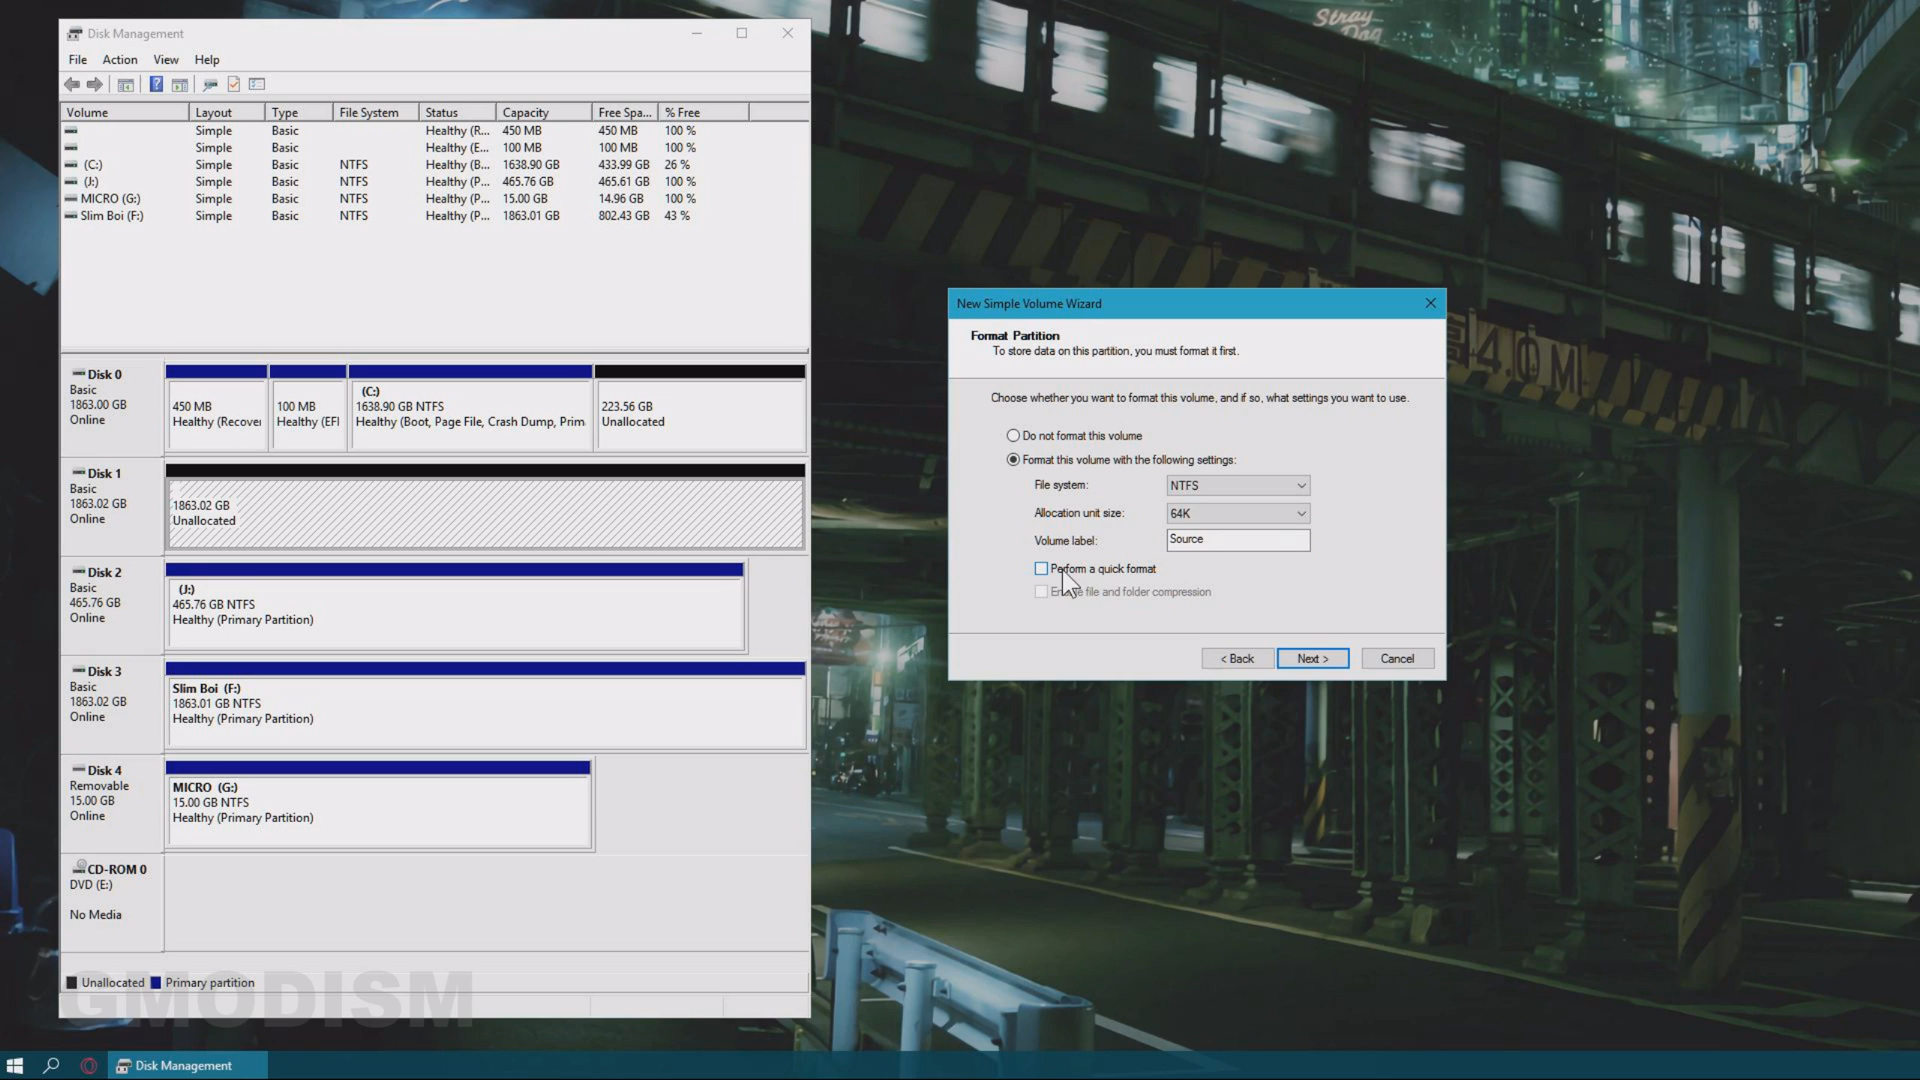 Stray
Dog
Disk Management
File Action View Help
Volume Layout Type File System Status Capacity Free Spa... % Free
Simple Basic Healthy (R... 450 MB 450 MB 100 %
Simple Basic Healthy (E... 100 MB 100 MB 100 %
(C:) Simple Basic NTFS Healthy (B... 1638.90 GB 433.99 GB 26 %
(J:) Simple Basic NTFS Healthy (P... 465.76 GB 465.61 GB 100 %
MICRO (G:) Simple Basic NTFS Healthy (P... 15.00 GB 14.96 GB 100 %
Slim Boi (F:) Simple Basic NTFS Healthy (P... 1863.01 GB 802.43 GB 43 %
Disk 0
Basic
1863.00 GB
Online
450 MB
Healthy (Recover
100 MB
Healthy (EFI
(C:)
1638.90 GB NTFS
Healthy (Boot, Page File, Crash Dump, Prim
223.56 GB
Unallocated
Disk 1
Basic
1863.02 GB
Online
1863.02 GB
Unallocated
Disk 2
Basic
465.76 GB
Online
(J:)
465.76 GB NTFS
Healthy (Primary Partition)
Disk 3
Basic
1863.02 GB
Online
Slim Boi (F:)
1863.01 GB NTFS
Healthy (Primary Partition)
Disk 4
Removable
15.00 GB
Online
MICRO (G:)
15.00 GB NTFS
Healthy (Primary Partition)
CD-ROM 0
DVD (E:)
No Media
Unallocated Primary partition
GMODISM
New Simple Volume Wizard
Format Partition
To store data on this partition, you must format it first.
Choose whether you want to format this volume, and if so, what settings you want to use.
Do not format this volume
Format this volume with the following settings:
File system: NTFS
Allocation unit size: 64K
Volume label: Source
Perform a quick format
Enable file and folder compression
< Back Next > Cancel
4.0M
Disk Management